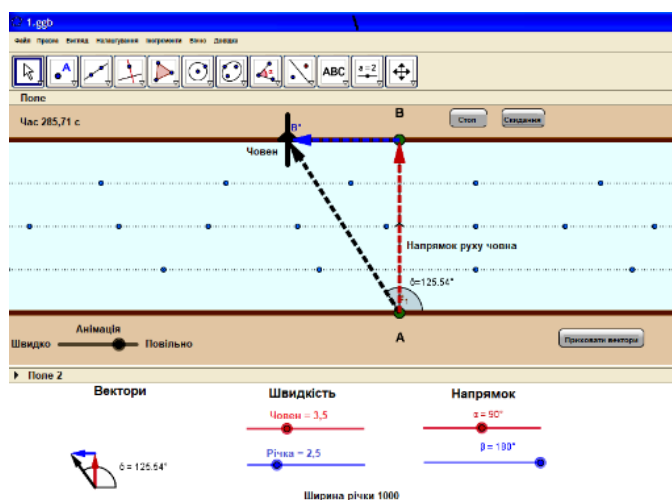 1.ggb
Файл Правка Вигляд Налаштування Інструменти Вікно Довідка
A ABC a=2
Поле
Час 285,71 с
B"
B
Стоп
Скидання
Човен
Напрямок руху човна
δ=125.54°
Анімація
Швидко
Повільно
A
Приховати вектори
Поле 2
Вектори
Швидкість
Напрямок
Човен = 3,5
α = 90°
Річка = 2,5
β = 180°
δ = 125.54°
Ширина річки 1000